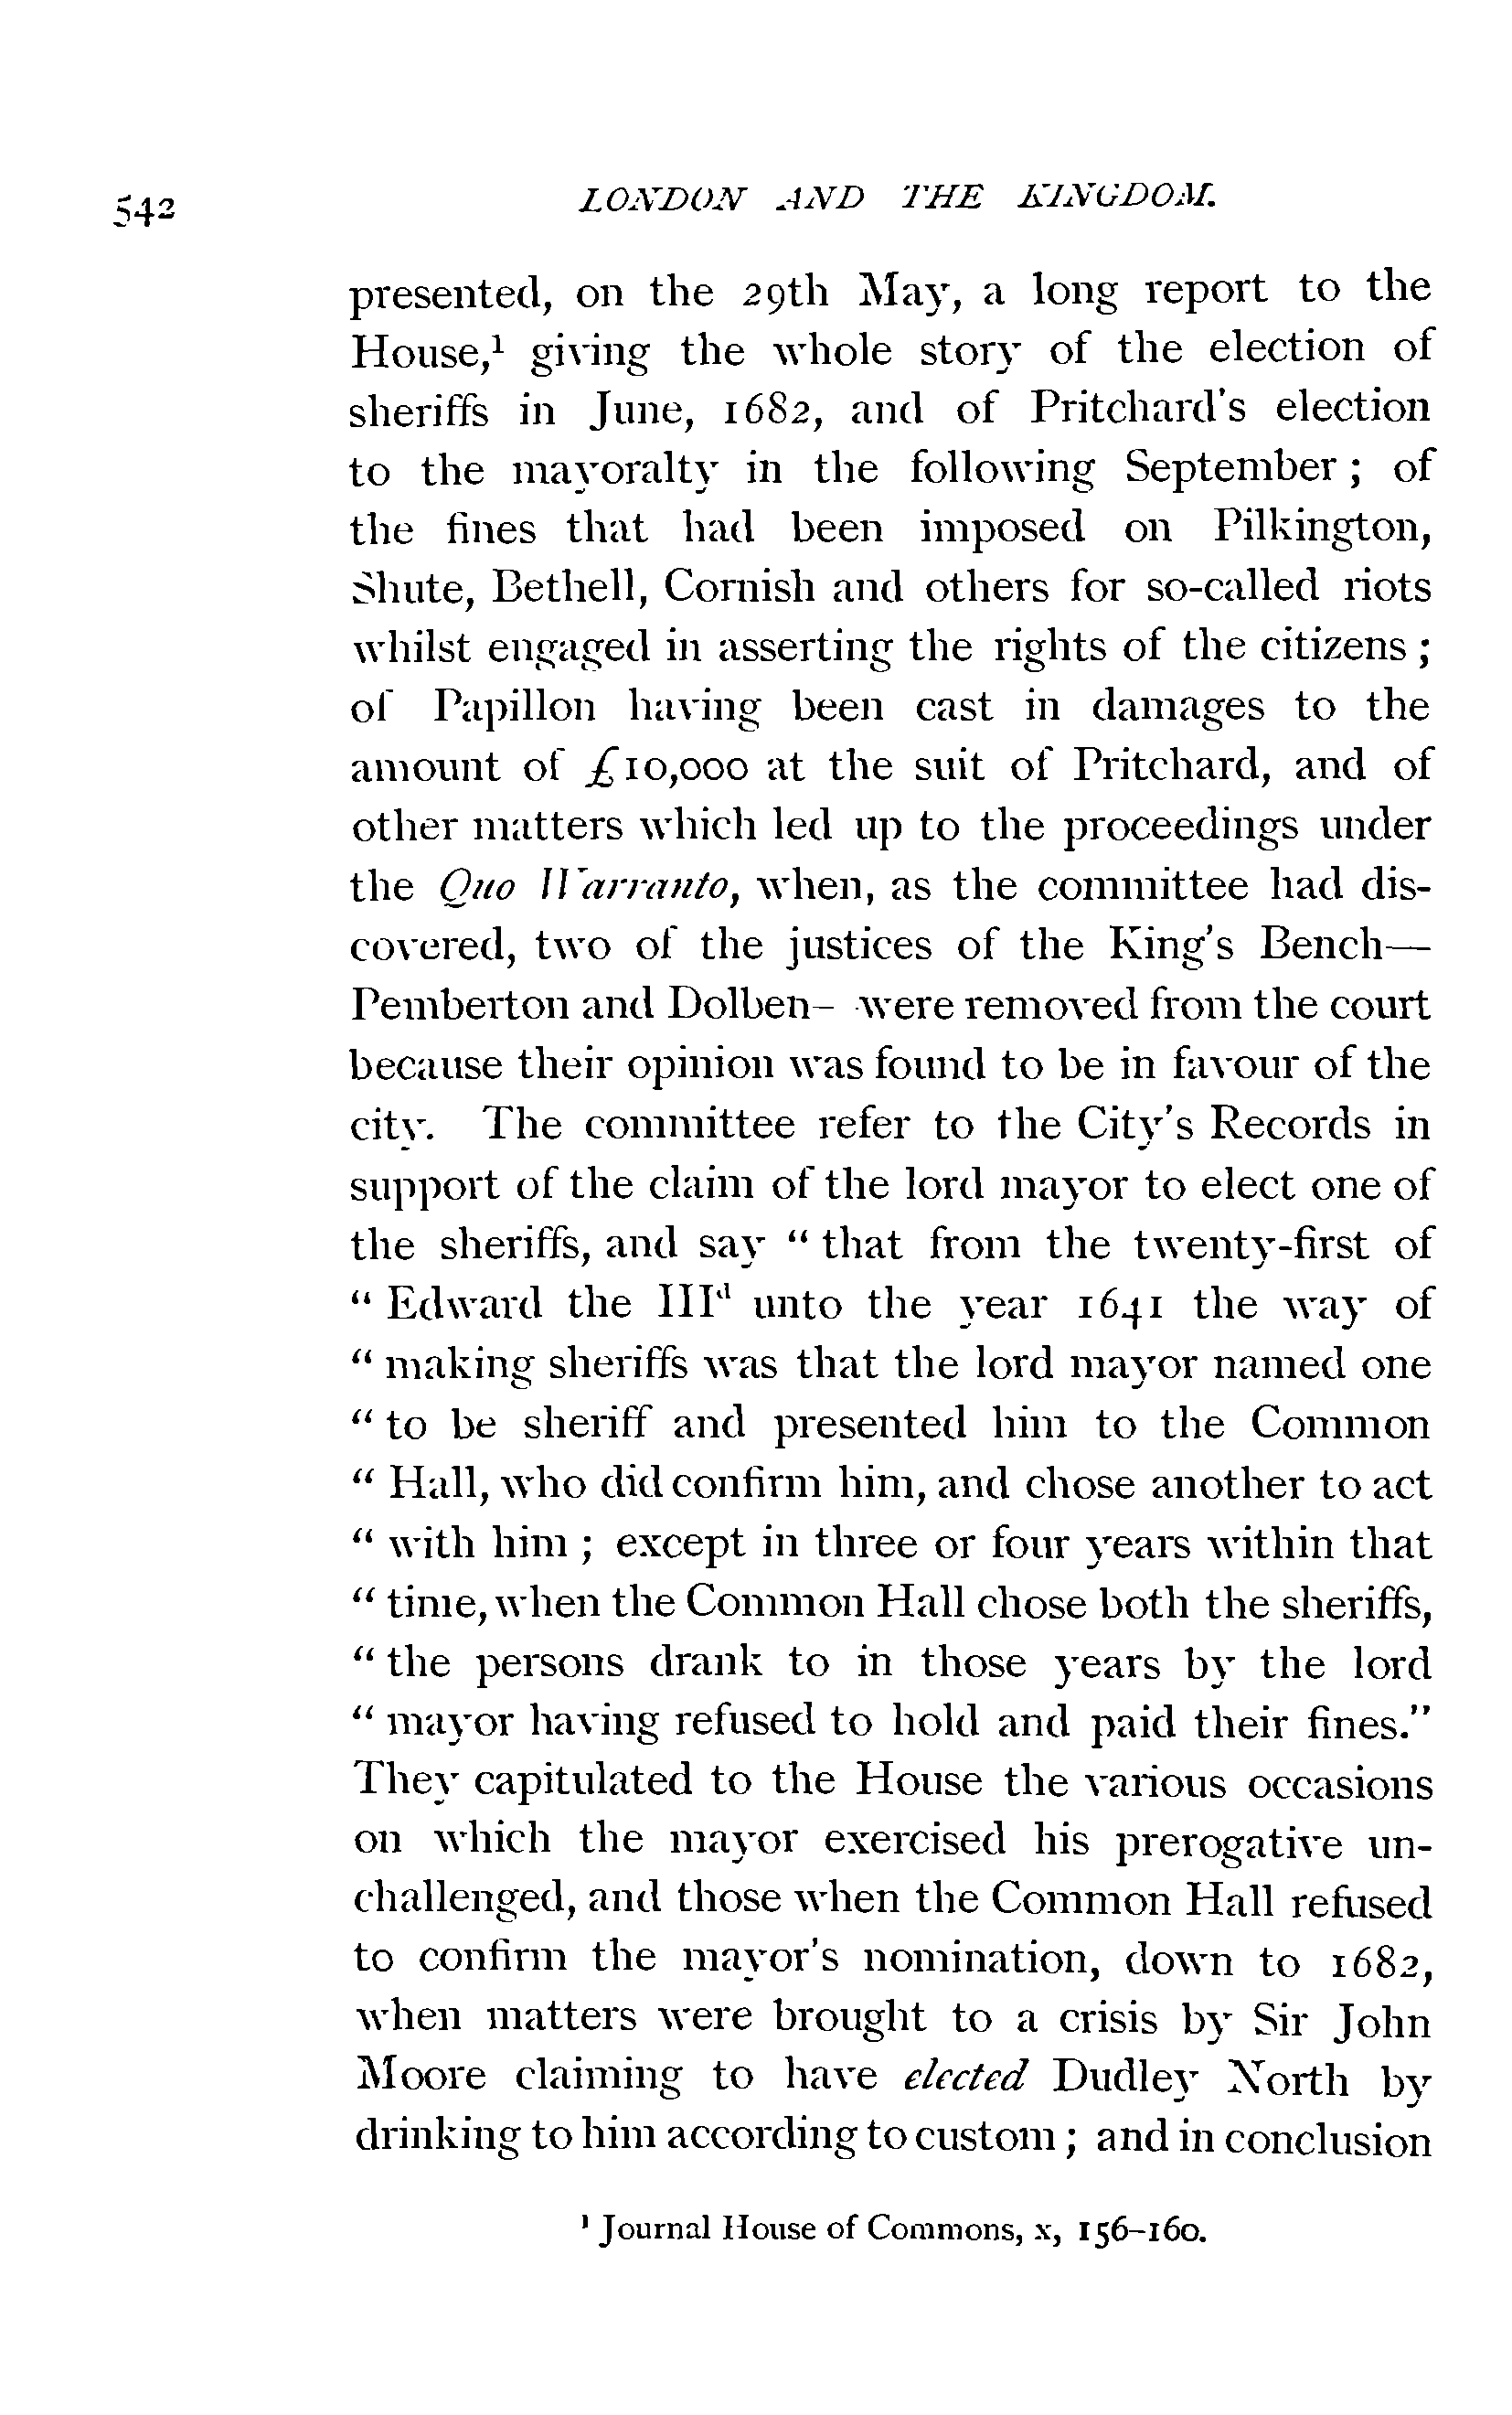 542
LONDON AND THE KINGDOM.
presented, on the 29th May, a long report to the
House,¹ giving the whole story of the election of
sheriffs in June, 1682, and of Pritchard's election
to the mayoralty in the following September; of
the fines that had been imposed on Pilkington,
Shute, Bethell, Cornish and others for so-called riots
whilst engaged in asserting the rights of the citizens;
of Papillon having been cast in damages to the
amount of £10,000 at the suit of Pritchard, and of
other matters which led up to the proceedings under
the Quo Warranto, when, as the committee had dis-
covered, two of the justices of the King's Bench—
Pemberton and Dolben—were removed from the court
because their opinion was found to be in favour of the
city. The committee refer to the City's Records in
support of the claim of the lord mayor to elect one of
the sheriffs, and say "that from the twenty-first of
"Edward the IIIᵈ unto the year 1641 the way of
"making sheriffs was that the lord mayor named one
"to be sheriff and presented him to the Common
"Hall, who did confirm him, and chose another to act
"with him; except in three or four years within that
"time, when the Common Hall chose both the sheriffs,
"the persons drank to in those years by the lord
"mayor having refused to hold and paid their fines."
They capitulated to the House the various occasions
on which the mayor exercised his prerogative un-
challenged, and those when the Common Hall refused
to confirm the mayor's nomination, down to 1682,
when matters were brought to a crisis by Sir John
Moore claiming to have elected Dudley North by
drinking to him according to custom; and in conclusion
¹ Journal House of Commons, x, 156–160.